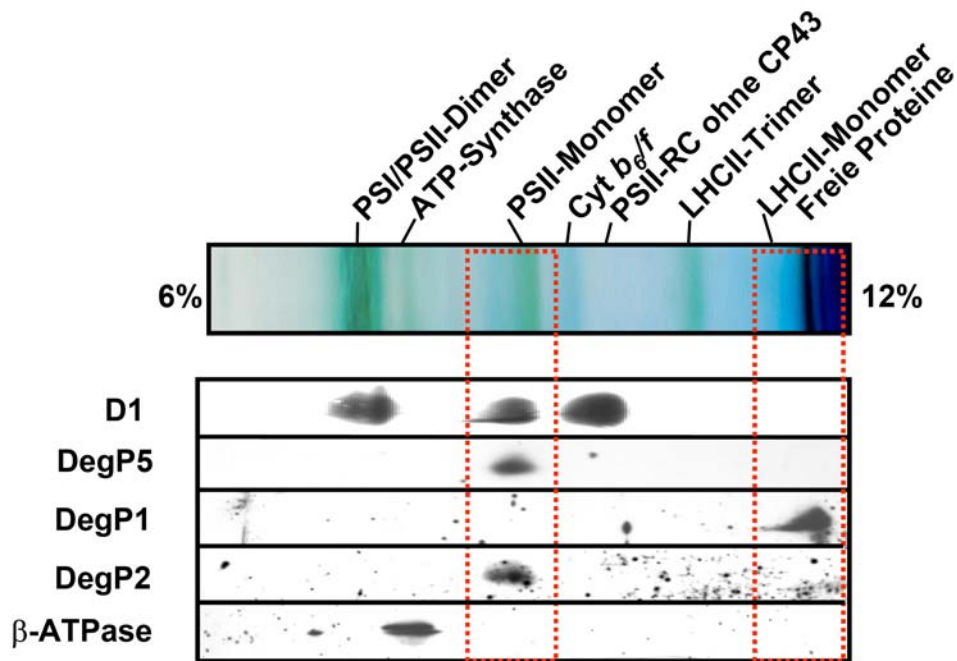 PSI/PSII-Dimer
ATP-Synthase
PSII-Monomer
Cyt b6/f
PSII-RC ohne CP43
LHCII-Trimer
LHCII-Monomer
Freie Proteine
6%
12%
D1
DegP5
DegP1
DegP2
β-ATPase